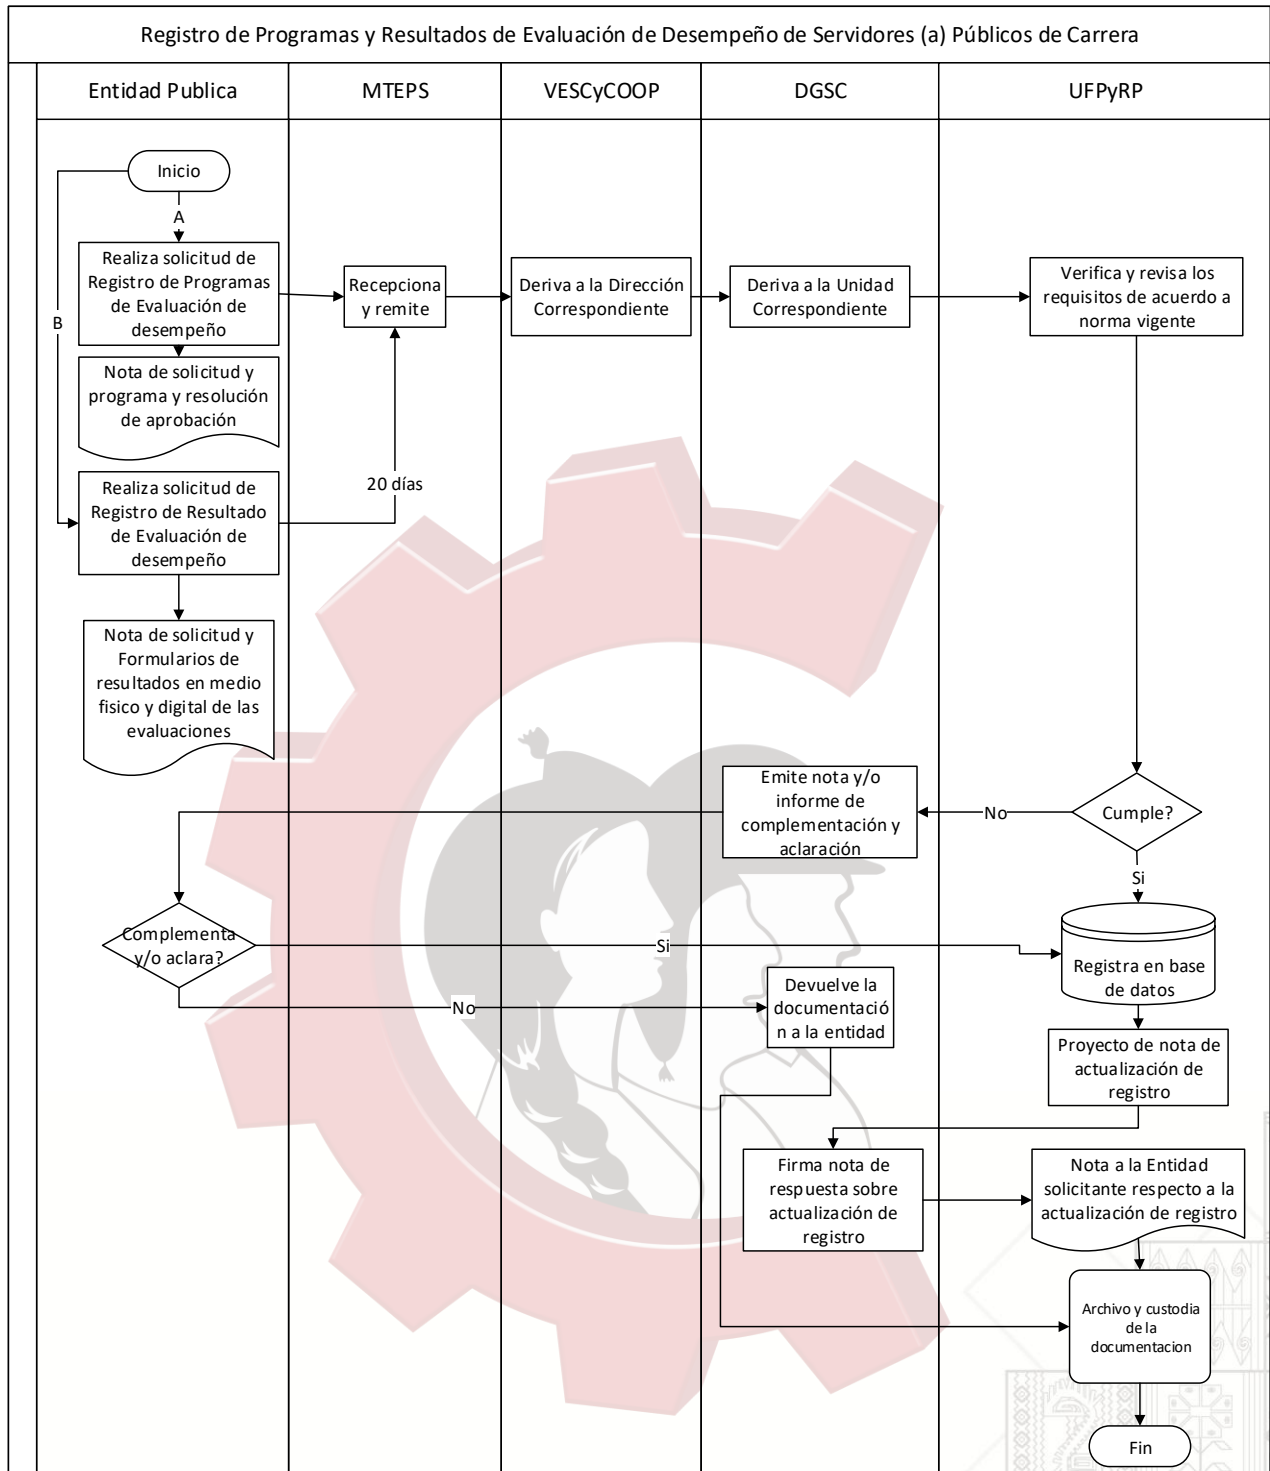 Registro de Programas y Resultados de Evaluación de Desempeño de Servidores (a) Públicos de Carrera
Entidad Publica
MTEPS
VESCyCOOP
DGSC
UFPyRP
Inicio
A
B
Realiza solicitud de
Registro de Programas
de Evaluación de
desempeño
Recepciona
y remite
Deriva a la Dirección
Correspondiente
Deriva a la Unidad
Correspondiente
Verifica y revisa los
requisitos de acuerdo a
norma vigente
Nota de solicitud y
programa y resolución
de aprobación
Realiza solicitud de
Registro de Resultado
de Evaluación de
desempeño
20 días
Nota de solicitud y
Formularios de
resultados en medio
fisico y digital de las
evaluaciones
Emite nota y/o
informe de
complementación y
aclaración
No
Cumple?
Si
Complementa
y/o aclara?
Si
No
Devuelve la
documentació
n a la entidad
Registra en base
de datos
Proyecto de nota de
actualización de
registro
Firma nota de
respuesta sobre
actualización de
registro
Nota a la Entidad
solicitante respecto a la
actualización de registro
Archivo y custodia
de la
documentacion
Fin